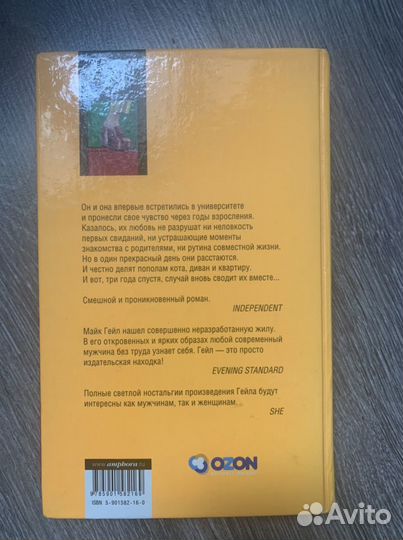 Он и она впервые встретились в университете
и пронесли свое чувство через годы взросления.
Казалось, их любовь не разрушат ни неловкость
первых свиданий, ни устрашающие моменты
знакомства с родителями, ни рутина совместной жизни.
Но в один прекрасный день они расстаются.
И честно делят пополам кота, диван и квартиру.
И вот, три года спустя, случай вновь сводит их вместе...
Смешной и проникновенный роман.
INDEPENDENT
Майк Гейл нашел совершенно неразработанную жилу.
В его откровенных и ярких образах любой современный
мужчина без труда узнает себя. Гейл — это просто
издательская находка!
EVENING STANDARD
Полные светлой ностальгии произведения Гейла будут
интересны как мужчинам, так и женщинам.
SHE
www.amphora.ru
OZON
9 785901 582169
ISBN 5-901582-16-0
Avito